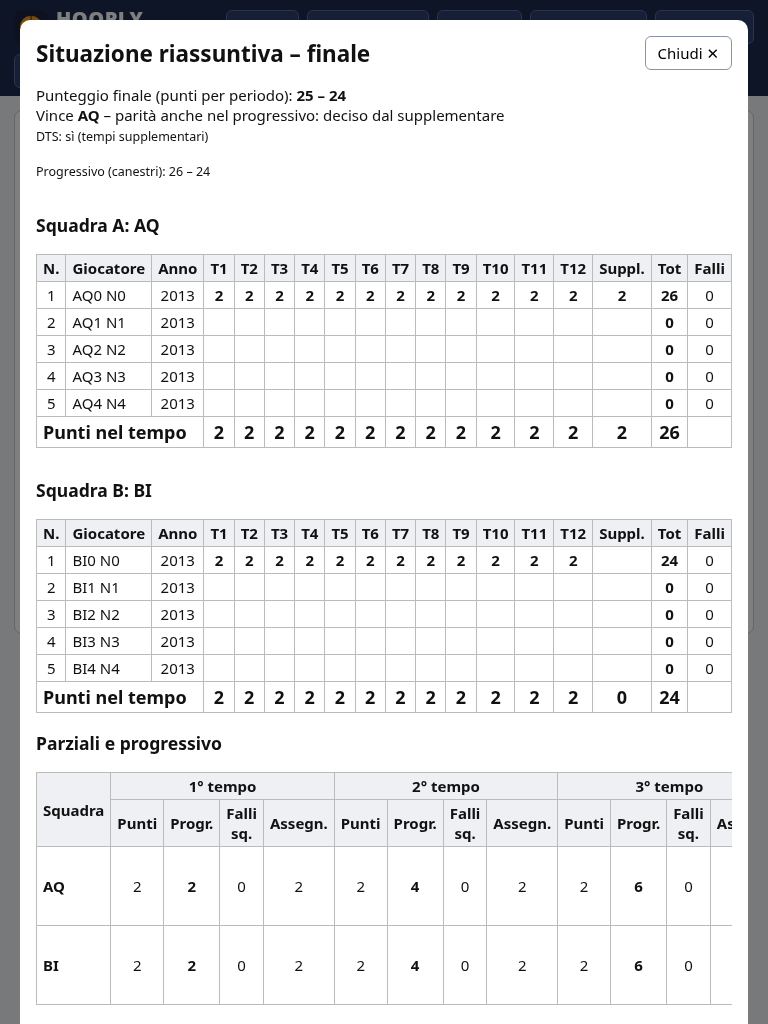 HOOPLY
Situazione riassuntiva – finale
Chiudi ✕
Punteggio finale (punti per periodo): 25 – 24
Vince AQ – parità anche nel progressivo: deciso dal supplementare
DTS: sì (tempi supplementari)
Progressivo (canestri): 26 – 24
Squadra A: AQ
N. Giocatore Anno T1 T2 T3 T4 T5 T6 T7 T8 T9 T10 T11 T12 Suppl. Tot Falli
1 AQ0 N0 2013 2 2 2 2 2 2 2 2 2 2 2 2 2 26 0
2 AQ1 N1 2013 0 0
3 AQ2 N2 2013 0 0
4 AQ3 N3 2013 0 0
5 AQ4 N4 2013 0 0
Punti nel tempo 2 2 2 2 2 2 2 2 2 2 2 2 2 26
Squadra B: BI
N. Giocatore Anno T1 T2 T3 T4 T5 T6 T7 T8 T9 T10 T11 T12 Suppl. Tot Falli
1 BI0 N0 2013 2 2 2 2 2 2 2 2 2 2 2 2 24 0
2 BI1 N1 2013 0 0
3 BI2 N2 2013 0 0
4 BI3 N3 2013 0 0
5 BI4 N4 2013 0 0
Punti nel tempo 2 2 2 2 2 2 2 2 2 2 2 2 0 24
Parziali e progressivo
Squadra 1° tempo 2° tempo 3° tempo
Punti Progr. Falli sq. Assegn. Punti Progr. Falli sq. Assegn. Punti Progr. Falli sq. As
AQ 2 2 0 2 2 4 0 2 2 6 0
BI 2 2 0 2 2 4 0 2 2 6 0